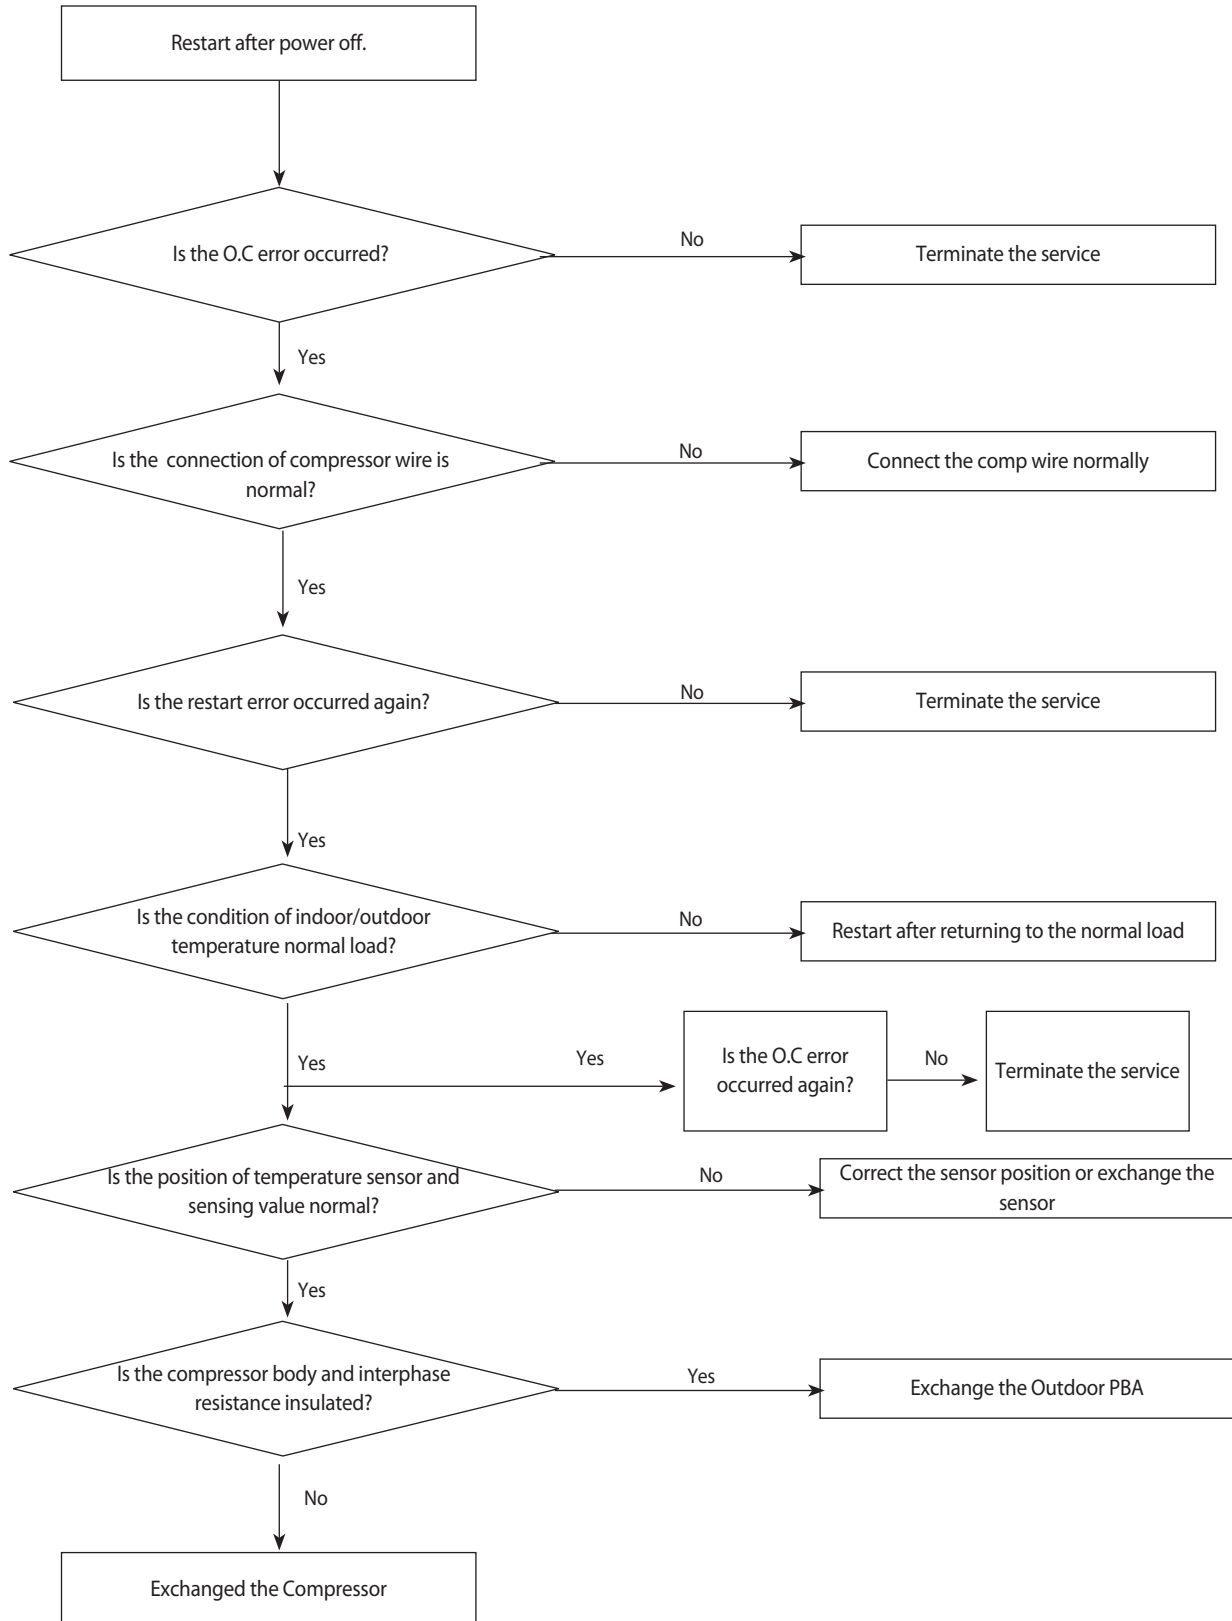 Restart after power off.
Is the O.C error occurred?
No
Terminate the service
Yes
Is the connection of compressor wire is
normal?
No
Connect the comp wire normally
Yes
Is the restart error occurred again?
No
Terminate the service
Yes
Is the condition of indoor/outdoor
temperature normal load?
No
Restart after returning to the normal load
Yes
Yes
Is the O.C error
occurred again?
No
Terminate the service
Is the position of temperature sensor and
sensing value normal?
No
Correct the sensor position or exchange the
sensor
Yes
Is the compressor body and interphase
resistance insulated?
Yes
Exchange the Outdoor PBA
No
Exchanged the Compressor